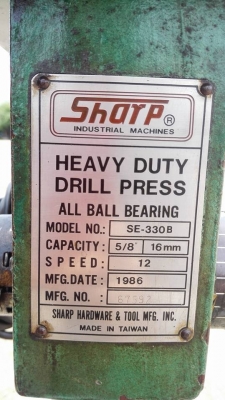 Sharp ®
INDUSTRIAL MACHINES
HEAVY DUTY
DRILL PRESS
ALL BALL BEARING
MODEL NO.: SE-330B
CAPACITY: 5/8" 16mm
SPEED: 12
MFG.DATE: 1986
MFG. NO. :
SHARP HARDWARE & TOOL MFG. INC.
MADE IN TAIWAN